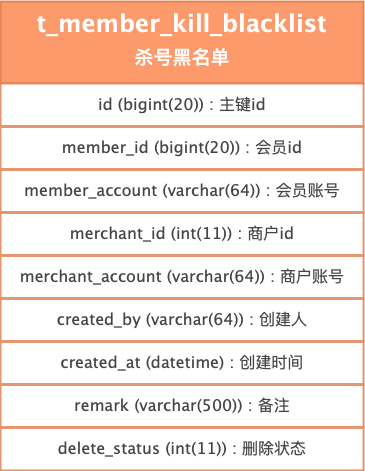 t_member_kill_blacklist
杀号黑名单
id (bigint(20)) : 主键id
member_id (bigint(20)) : 会员id
member_account (varchar(64)) : 会员账号
merchant_id (int(11)) : 商户id
merchant_account (varchar(64)) : 商户账号
created_by (varchar(64)) : 创建人
created_at (datetime) : 创建时间
remark (varchar(500)) : 备注
delete_status (int(11)) : 删除状态